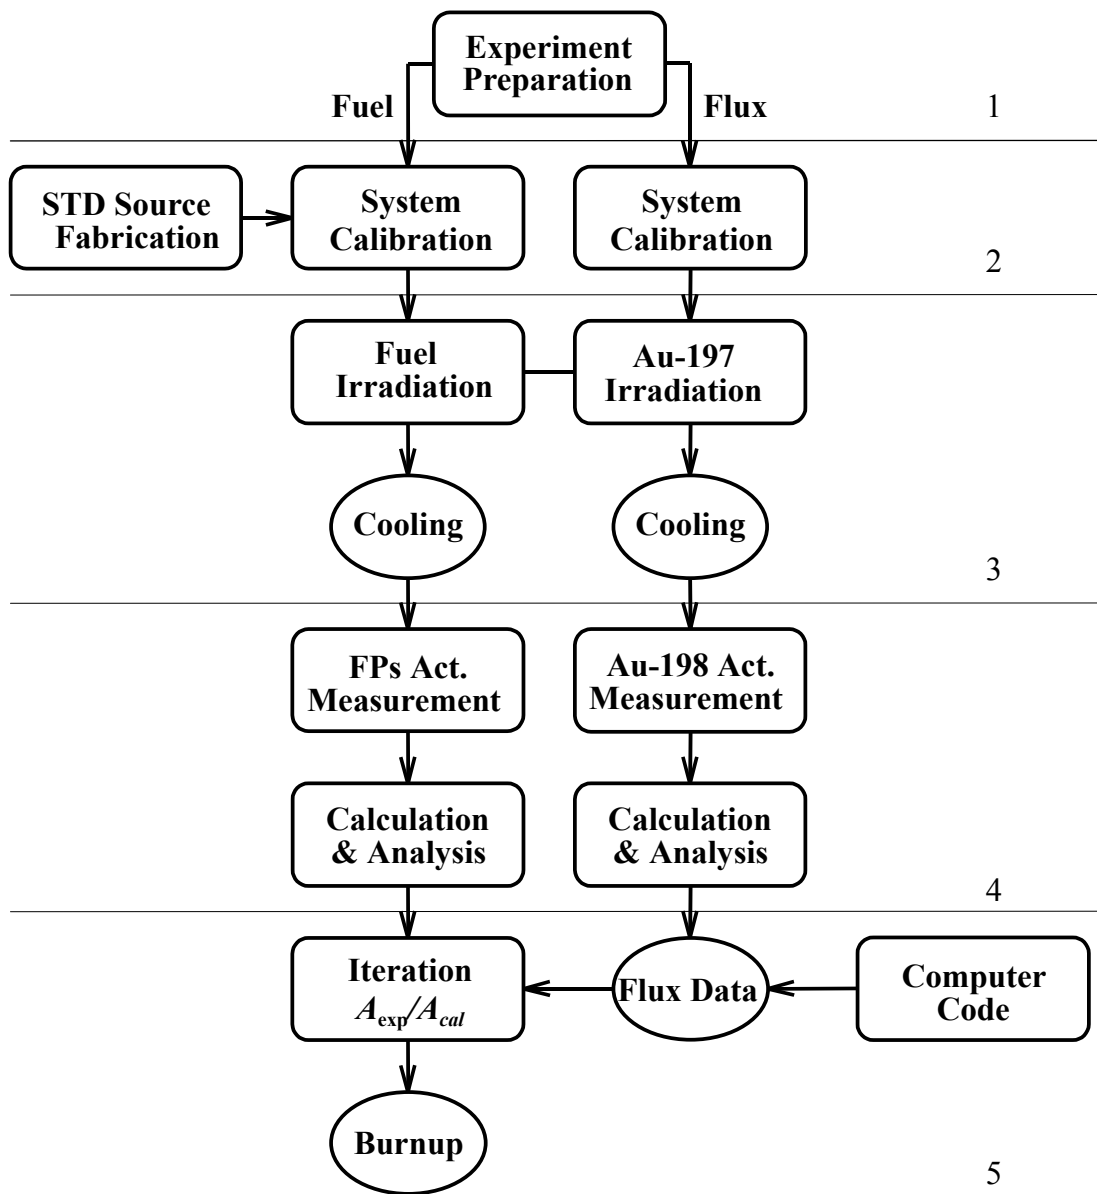 Experiment
Preparation
Fuel
Flux
1
STD Source
Fabrication
System
Calibration
System
Calibration
2
Fuel
Irradiation
Au-197
Irradiation
Cooling
Cooling
3
FPs Act.
Measurement
Au-198 Act.
Measurement
Calculation
& Analysis
Calculation
& Analysis
4
Iteration
Aexp/Acal
Flux Data
Computer
Code
Burnup
5